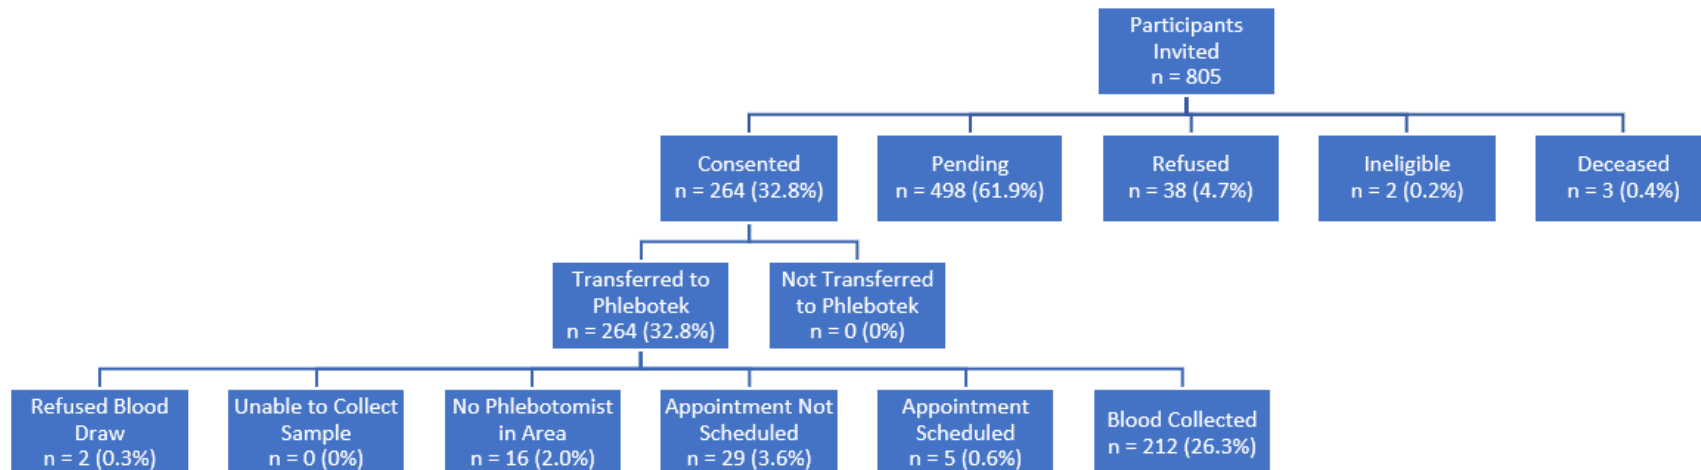 Participants
Invited
n = 805
Consented
n = 264 (32.8%)
Pending
n = 498 (61.9%)
Refused
n = 38 (4.7%)
Ineligible
n = 2 (0.2%)
Deceased
n = 3 (0.4%)
Transferred to
Phlebotek
n = 264 (32.8%)
Not Transferred
to Phlebotek
n = 0 (0%)
Refused Blood
Draw
n = 2 (0.3%)
Unable to Collect
Sample
n = 0 (0%)
No Phlebotomist
in Area
n = 16 (2.0%)
Appointment Not
Scheduled
n = 29 (3.6%)
Appointment
Scheduled
n = 5 (0.6%)
Blood Collected
n = 212 (26.3%)